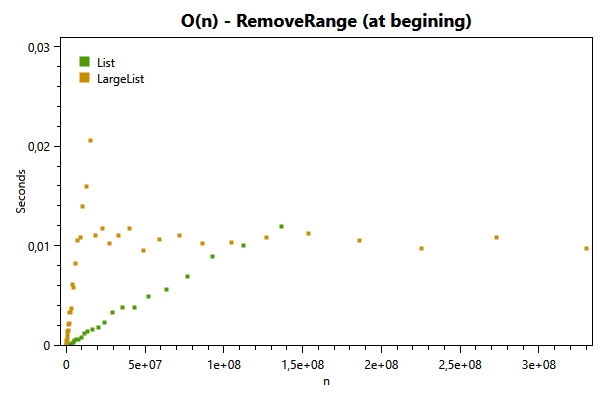 O(n) - RemoveRange (at begining)
0,03
List
LargeList
0,02
Seconds
0,01
0
0 5e+07 1e+08 1,5e+08 2e+08 2,5e+08 3e+08
n